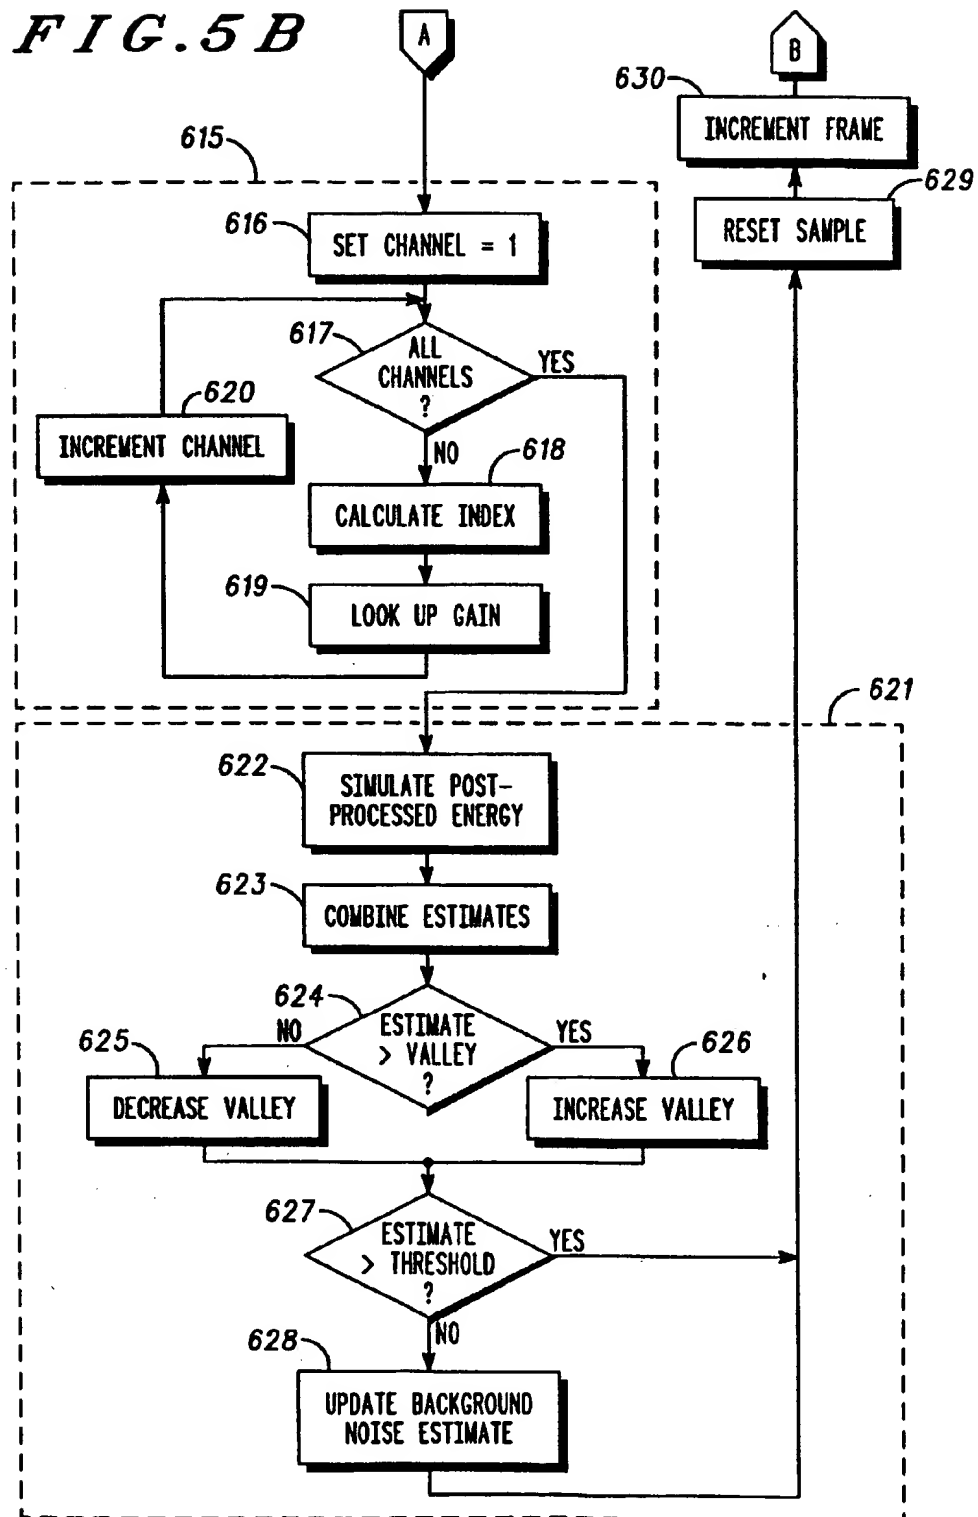 FIG.5B
A
B
630
INCREMENT FRAME
629
RESET SAMPLE
615
616
SET CHANNEL = 1
617
ALL
CHANNELS
?
YES
NO
620
INCREMENT CHANNEL
618
CALCULATE INDEX
619
LOOK UP GAIN
621
622
SIMULATE POST-
PROCESSED ENERGY
623
COMBINE ESTIMATES
624
ESTIMATE
> VALLEY
?
NO
YES
625
DECREASE VALLEY
626
INCREASE VALLEY
627
ESTIMATE
> THRESHOLD
?
YES
NO
628
UPDATE BACKGROUND
NOISE ESTIMATE